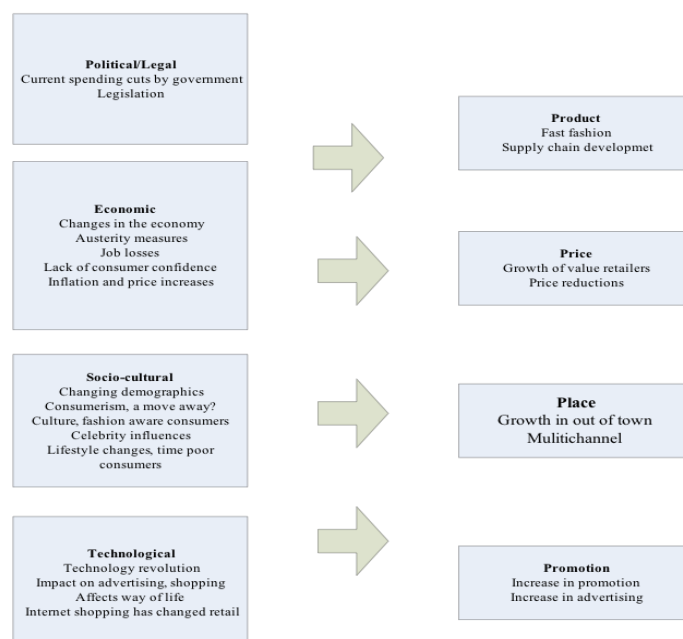 Political/Legal
Current spending cuts by government
Legislation
Economic
Changes in the economy
Austerity measures
Job losses
Lack of consumer confidence
Inflation and price increases
Socio-cultural
Changing demographics
Consumerism, a move away?
Culture, fashion aware consumers
Celebrity influences
Lifestyle changes, time poor
consumers
Technological
Technology revolution
Impact on advertising, shopping
Affects way of life
Internet shopping has changed retail
Product
Fast fashion
Supply chain developmet
Price
Growth of value retailers
Price reductions
Place
Growth in out of town
Mulitichannel
Promotion
Increase in promotion
Increase in advertising